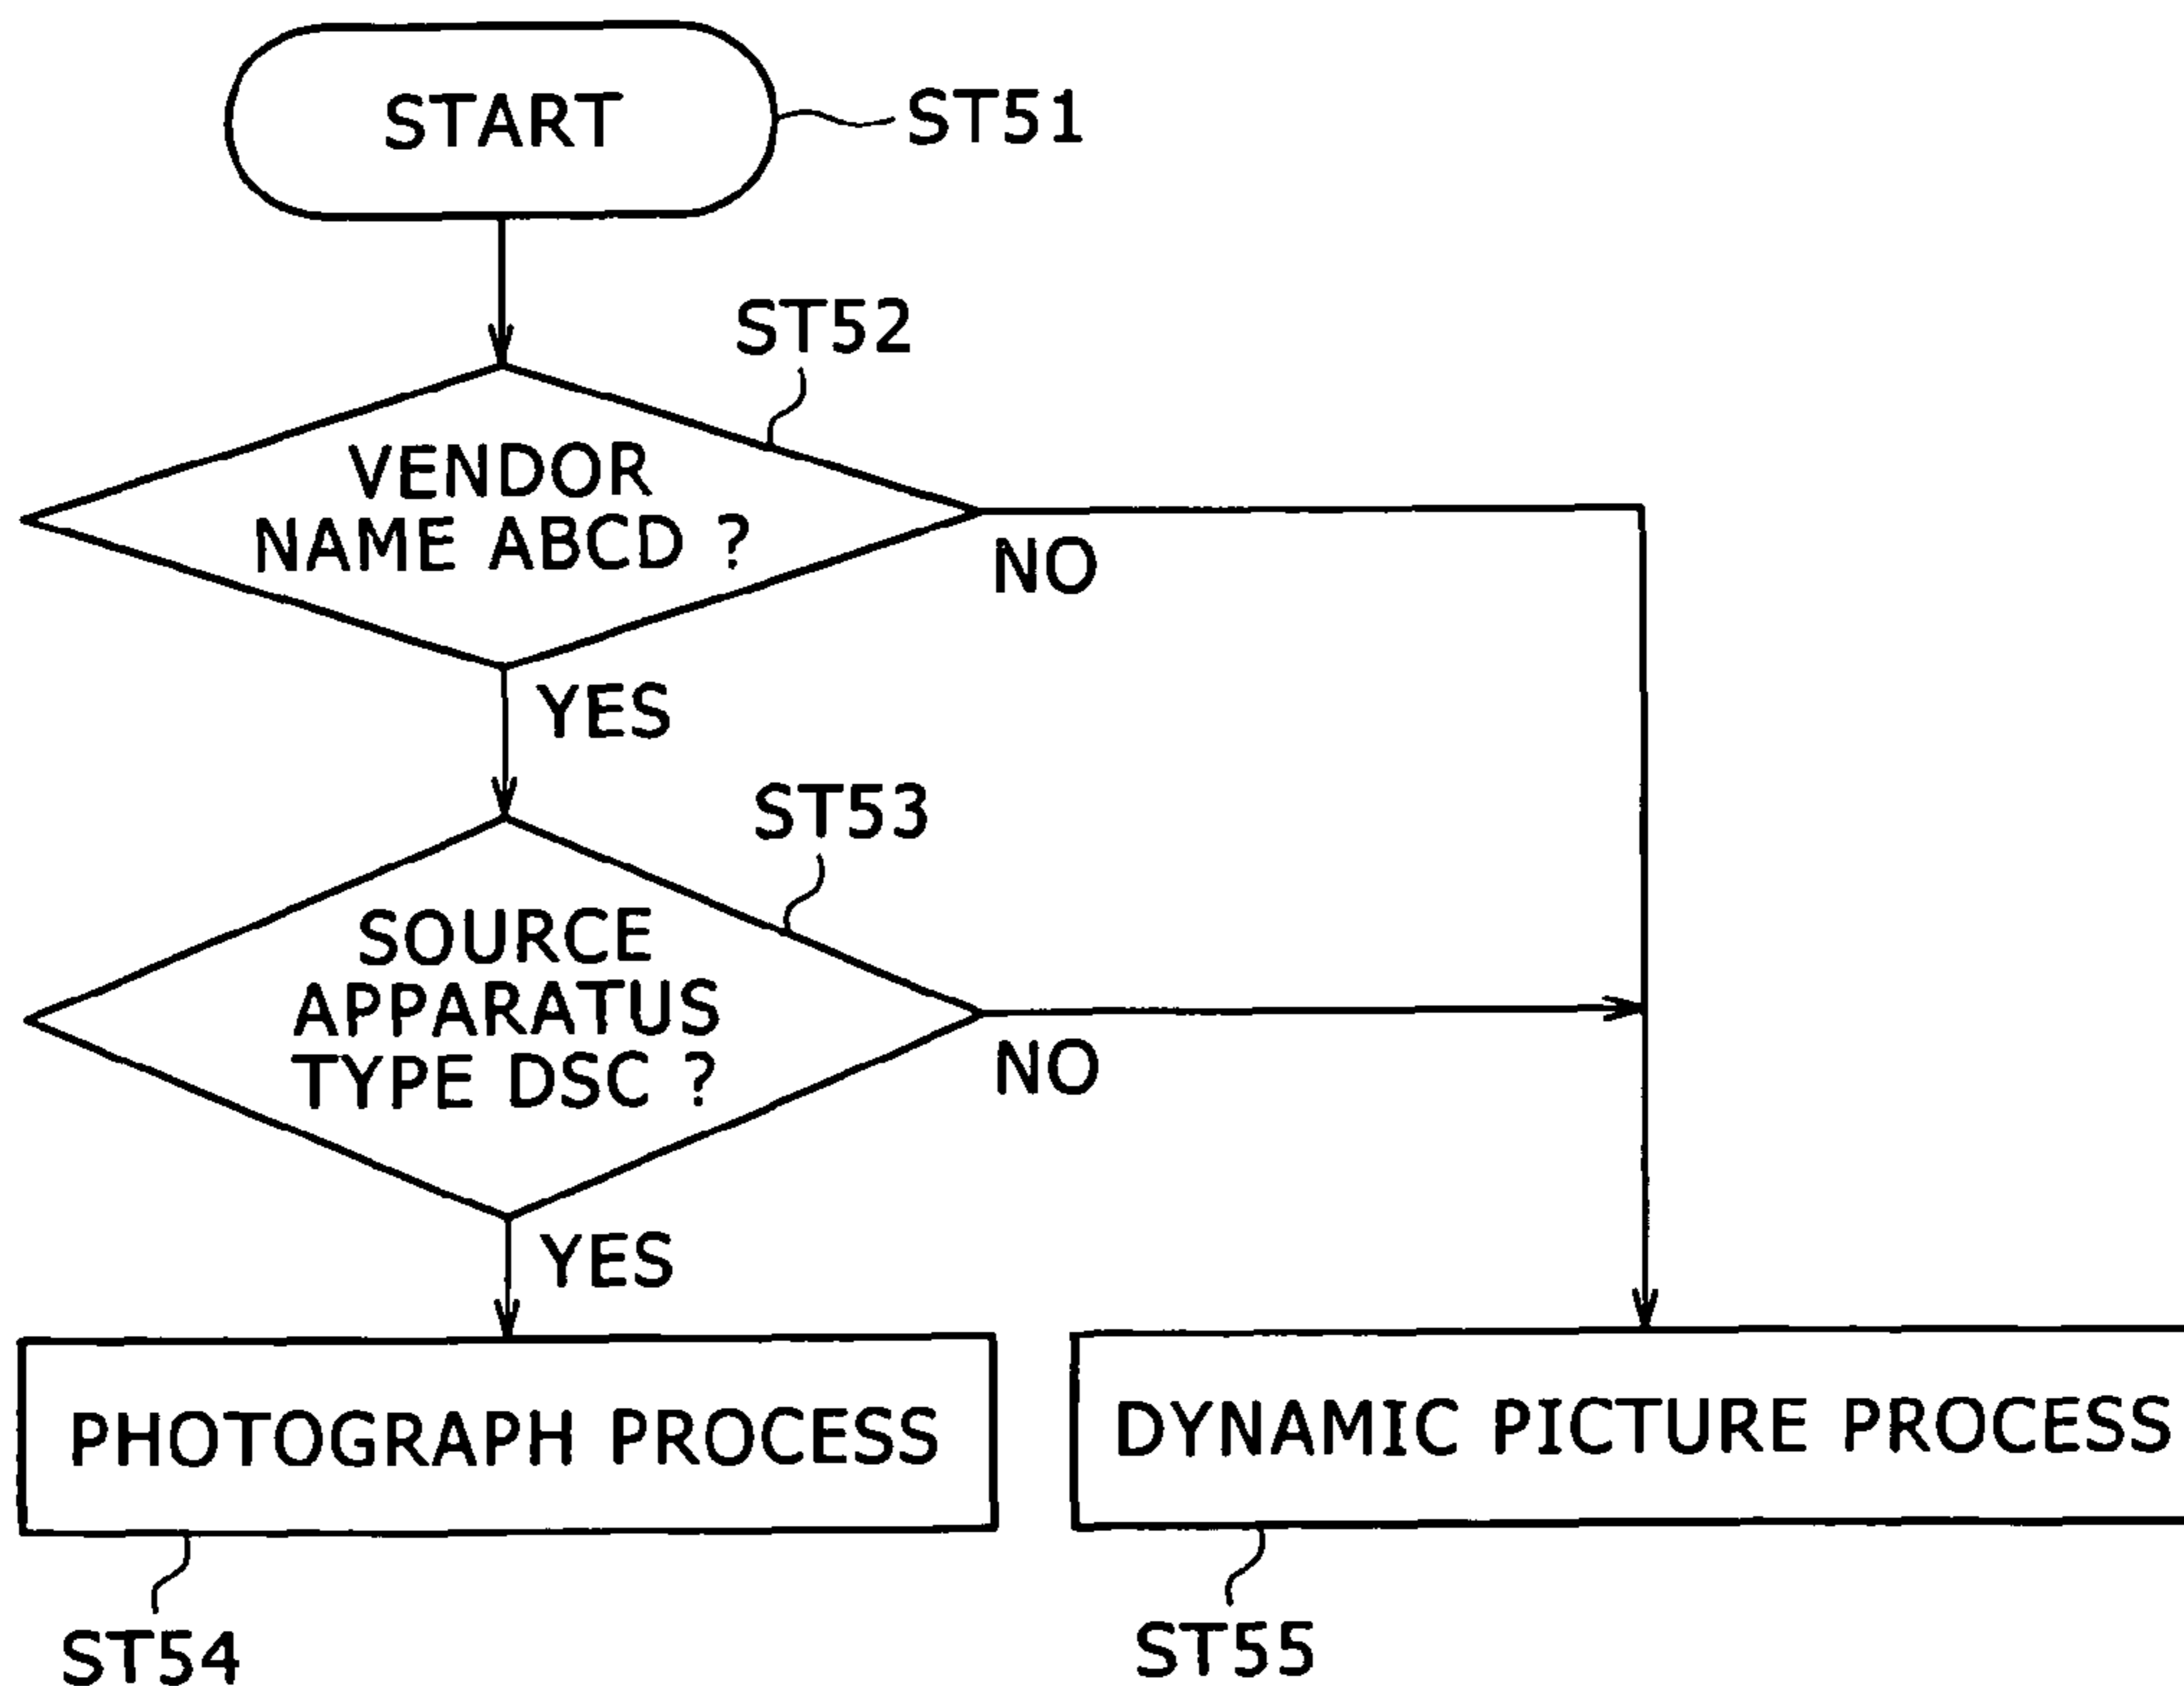 START
ST51
ST52
VENDOR
NAME ABCD ?
NO
YES
ST53
SOURCE
APPARATUS
TYPE DSC ?
NO
YES
PHOTOGRAPH PROCESS
DYNAMIC PICTURE PROCESS
ST54
ST55